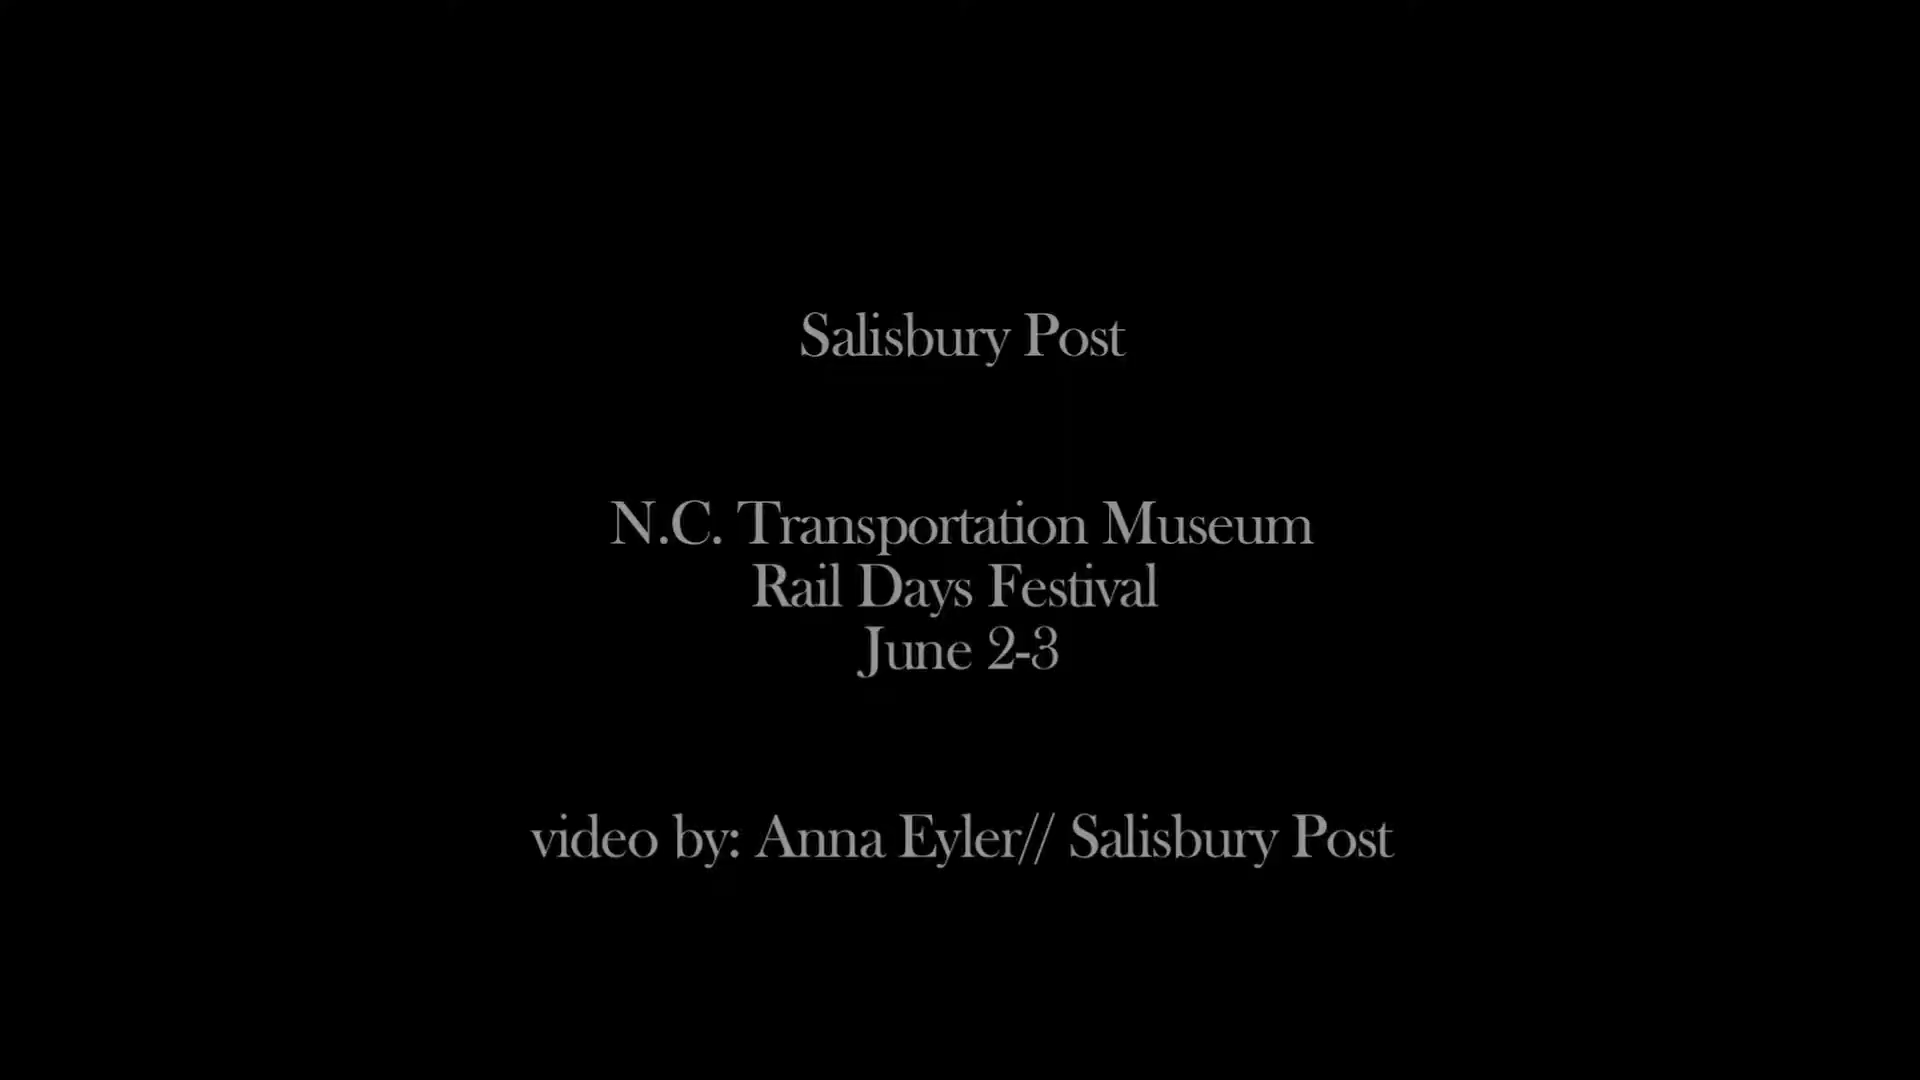 Salisbury Post
N.C. Transportation Museum
Rail Days Festival
June 2-3
video by: Anna Eyler// Salisbury Post